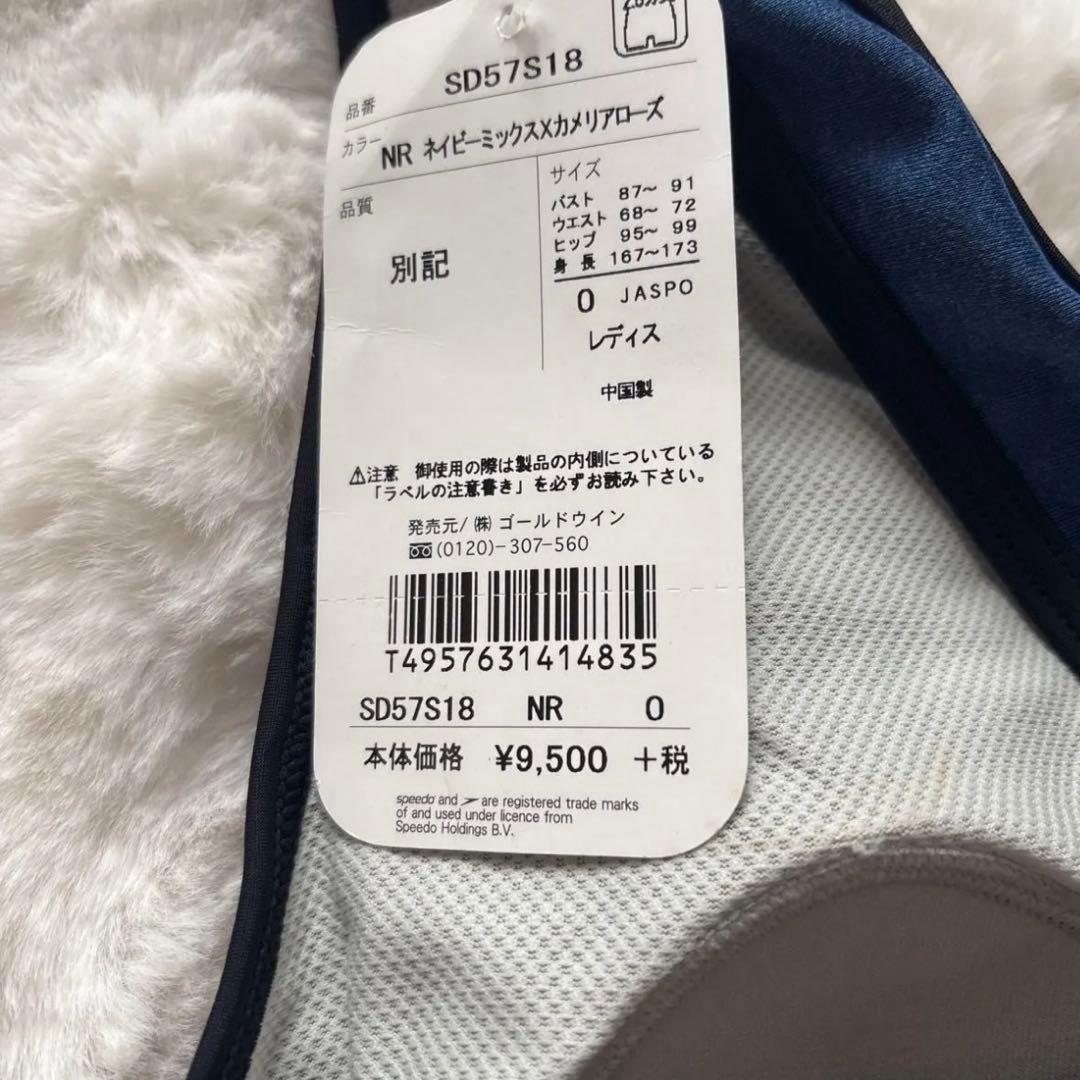 品番 SD57S18
カラー NR ネイビーミックスXカメリアローズ
品質
別記
サイズ
バスト 87～ 91
ウエスト 68～ 72
ヒップ 95～ 99
身 長 167～173
O JASPO
レディス
中国製
⚠注意 御使用の際は製品の内側についている
「ラベルの注意書き」を必ずお読み下さい。
発売元/ ㈱ ゴールドウイン
(0120)-307-560
T4957631414835
SD57S18 NR O
本体価格 ¥9,500 +税
speedo and are registered trade marks
of and used under licence from
Speedo Holdings B.V.